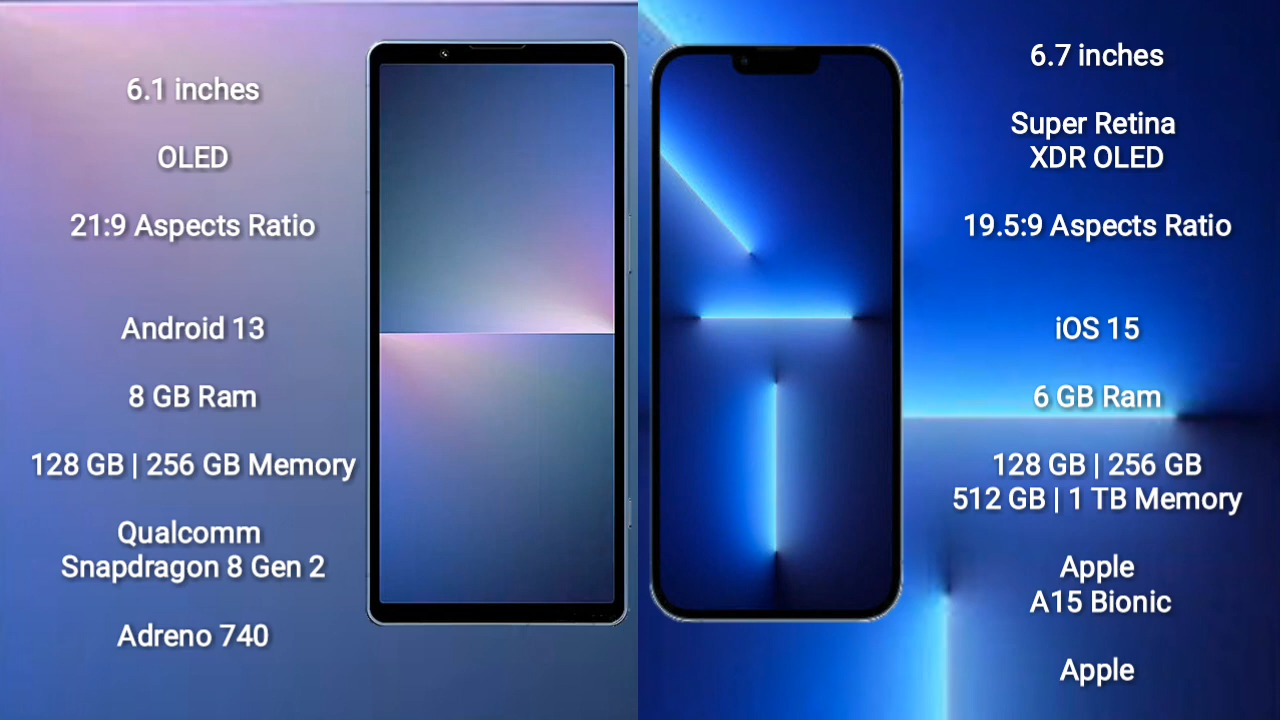 6.1 inches
OLED
21:9 Aspects Ratio
Android 13
8 GB Ram
128 GB | 256 GB Memory
Qualcomm
Snapdragon 8 Gen 2
Adreno 740
6.7 inches
Super Retina
XDR OLED
19.5:9 Aspects Ratio
iOS 15
6 GB Ram
128 GB | 256 GB
512 GB | 1 TB Memory
Apple
A15 Bionic
Apple